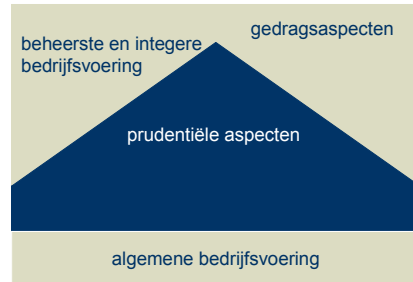 beheerste en integere
bedrijfsvoering
gedragsaspecten
prudentiële aspecten
algemene bedrijfsvoering